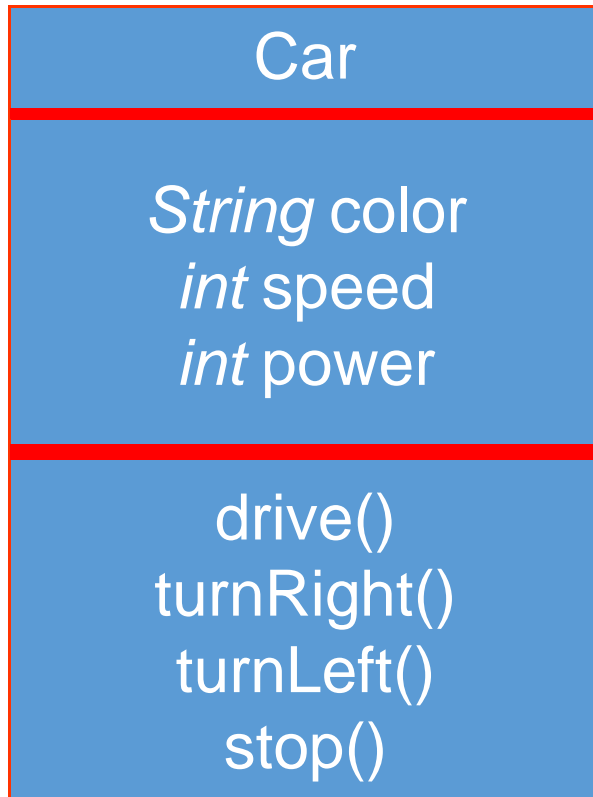 Car
String color
int speed
int power
drive()
turnRight()
turnLeft()
stop()